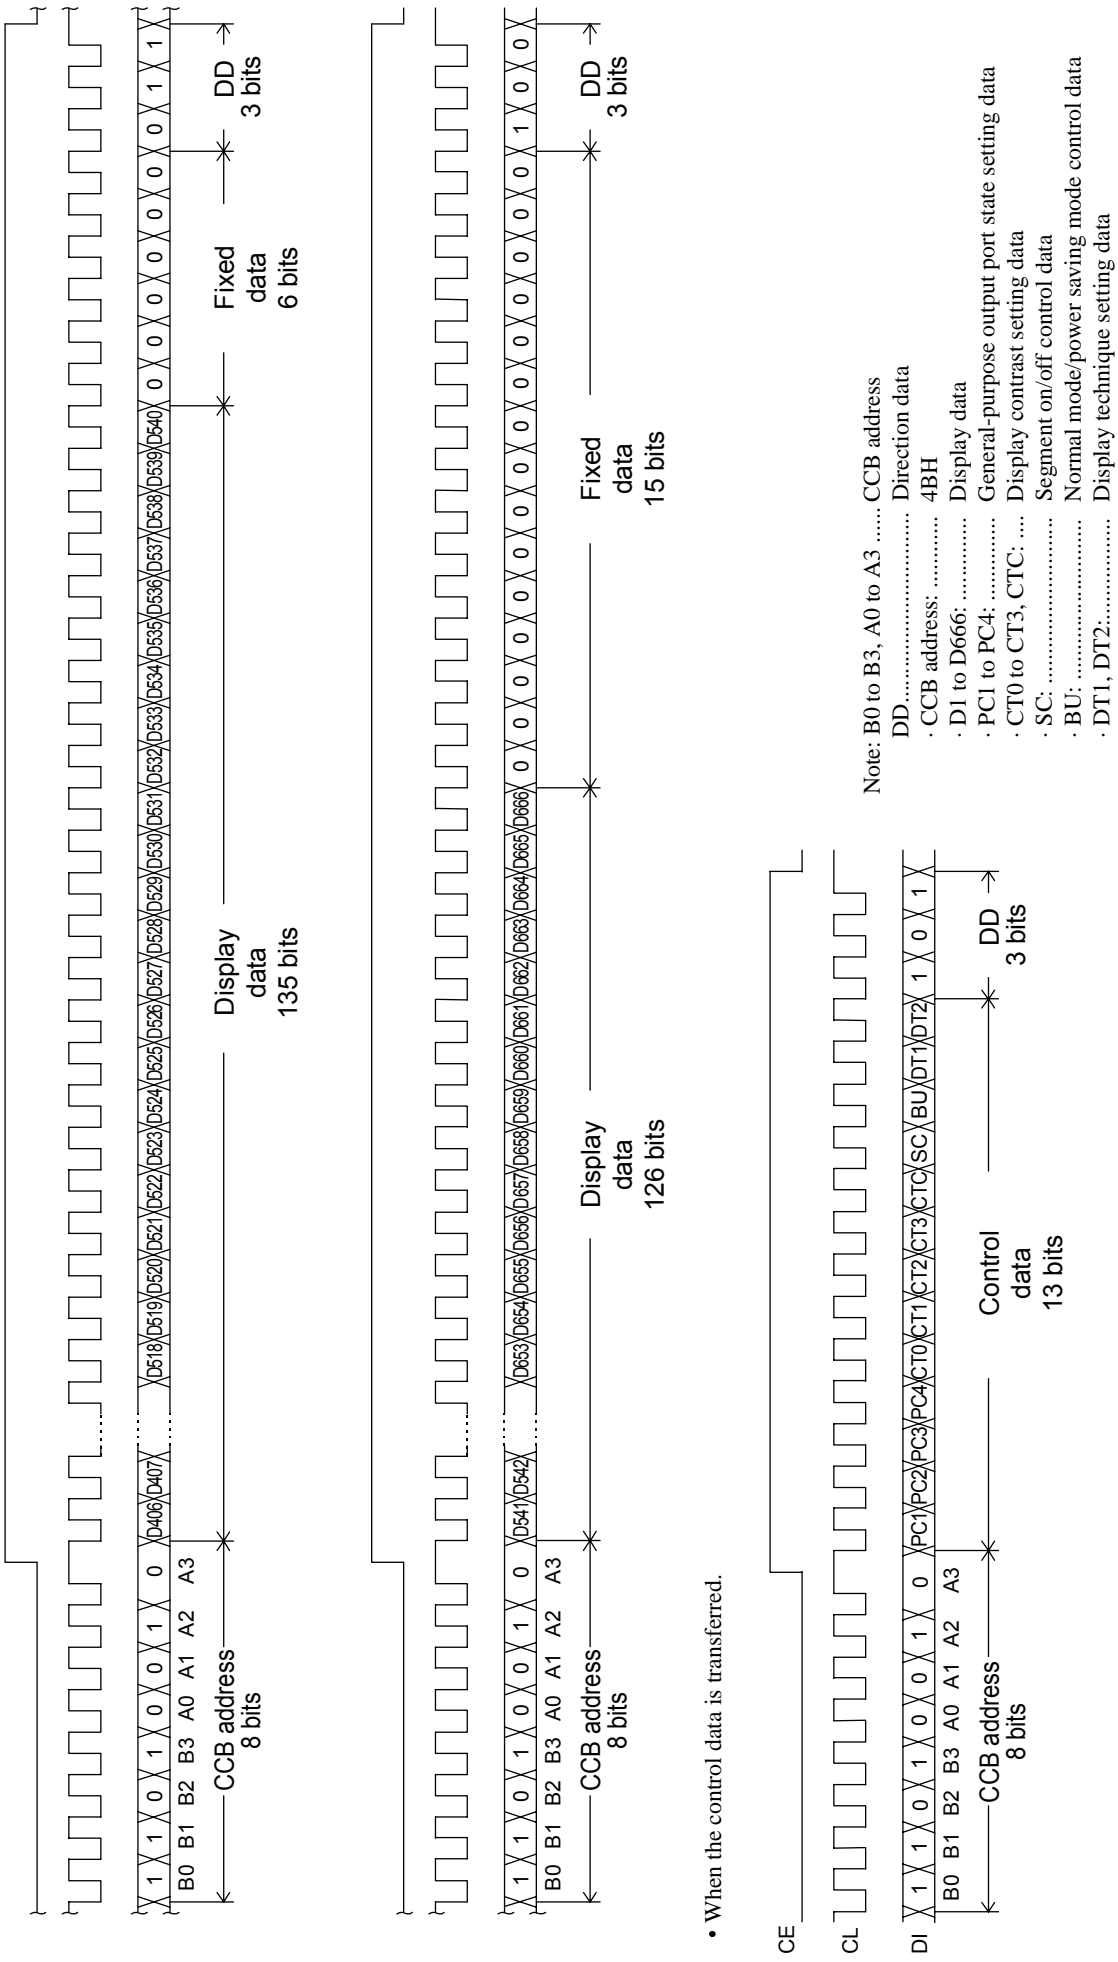 1 1 0 1 0 0 1 0 D406 D407 D518 D519 D520 D521 D522 D523 D524 D525 D526 D527 D528 D529 D530 D531 D532 D533 D534 D535 D536 D537 D538 D539 D540 0 0 0 0 0 0 0 1 1
B0 B1 B2 B3 A0 A1 A2 A3
CCB address
8 bits
Display
data
135 bits
Fixed
data
6 bits
DD
3 bits
1 1 0 1 0 0 1 0 D541 D542 D653 D654 D655 D656 D657 D658 D659 D660 D661 D662 D663 D664 D665 D666 0 0 0 0 0 0 0 0 0 0 0 0 0 0 0 1 0 0
B0 B1 B2 B3 A0 A1 A2 A3
CCB address
8 bits
Display
data
126 bits
Fixed
data
15 bits
DD
3 bits
• When the control data is transferred.
CE
CL
DI
1 1 0 1 0 0 1 0 PC1 PC2 PC3 PC4 CT0 CT1 CT2 CT3 CTC SC BU DT1 DT2 1 0 1
B0 B1 B2 B3 A0 A1 A2 A3
CCB address
8 bits
Control
data
13 bits
DD
3 bits
Note: B0 to B3, A0 to A3 ...... CCB address
DD.................................. Direction data
· CCB address: ............. 4BH
· D1 to D666: .............. Display data
· PC1 to PC4: .............. General-purpose output port state setting data
· CT0 to CT3, CTC: .... Display contrast setting data
· SC: ............................ Segment on/off control data
· BU: ........................... Normal mode/power saving mode control data
· DT1, DT2:................. Display technique setting data